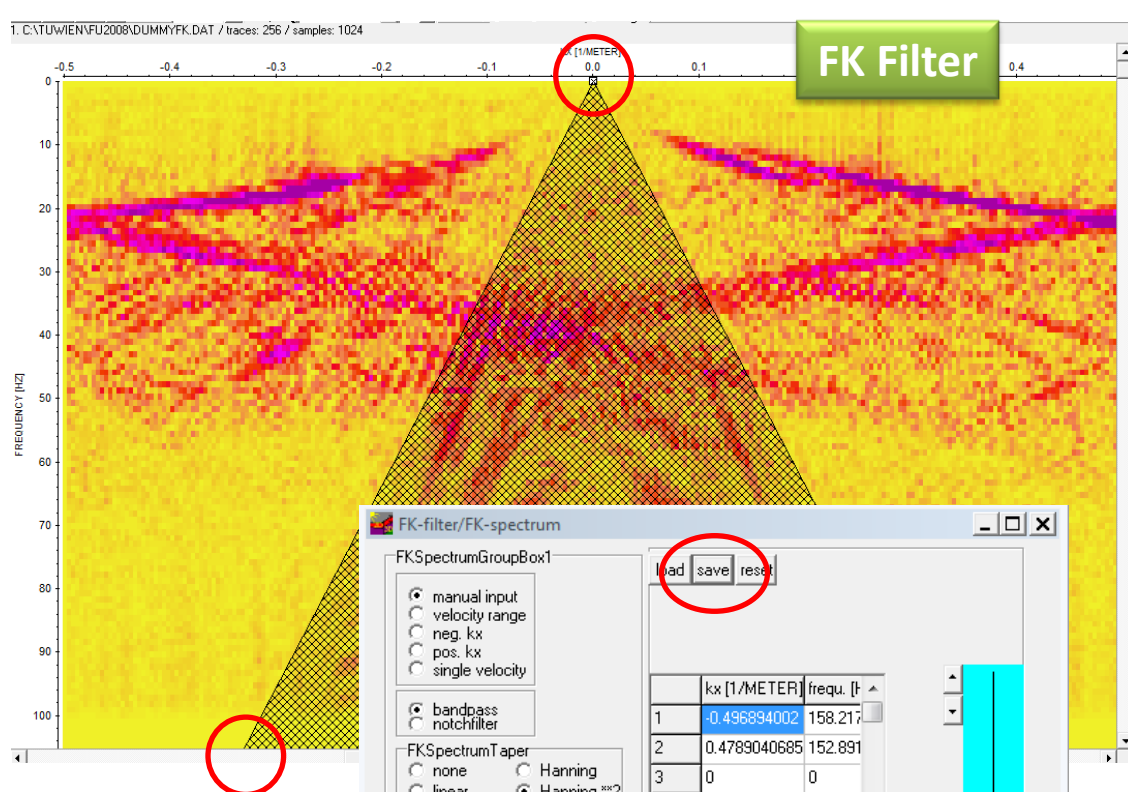 1. C:\TUWIEN\FU2008\DUMMYFK.DAT / traces: 256 / samples: 1024
FK Filter
[1/METER]
-0.5 -0.4 -0.3 -0.2 -0.1 0.0 0.1 0.4
0
10
20
30
40
50
60
70
80
90
100
FREQUENCY [HZ]
FK-filter/FK-spectrum
FKSpectrumGroupBox1
manual input
velocity range
neg. kx
pos. kx
single velocity
bandpass
notchfilter
FKSpectrumTaper
none Hanning
linear Hanning **2
load save reset
kx [1/METER] frequ. [H
1 -0.496894002 158.217
2 0.4789040685 152.891
3 0 0